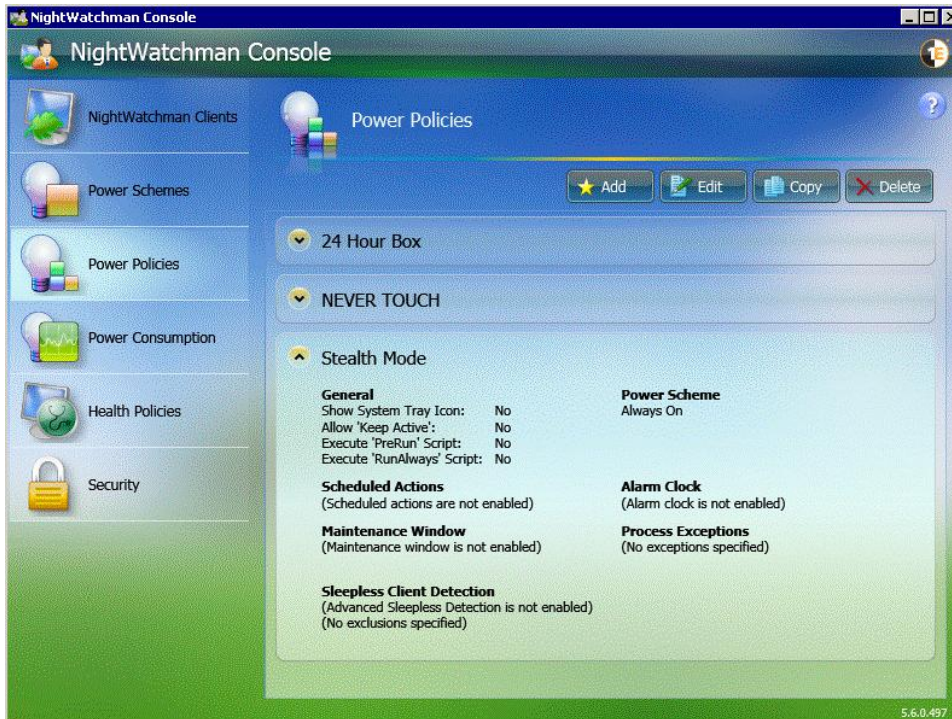 NightWatchman Console
NightWatchman Console
1E
NightWatchman Clients
Power Schemes
Power Policies
Power Consumption
Health Policies
Security
Power Policies
?
Add Edit Copy Delete
24 Hour Box
NEVER TOUCH
Stealth Mode
General
Show System Tray Icon: No
Allow 'Keep Active': No
Execute 'PreRun' Script: No
Execute 'RunAlways' Script: No
Power Scheme
Always On
Scheduled Actions
(Scheduled actions are not enabled)
Alarm Clock
(Alarm clock is not enabled)
Maintenance Window
(Maintenance window is not enabled)
Process Exceptions
(No exceptions specified)
Sleepless Client Detection
(Advanced Sleepless Detection is not enabled)
(No exclusions specified)
5.6.0.497